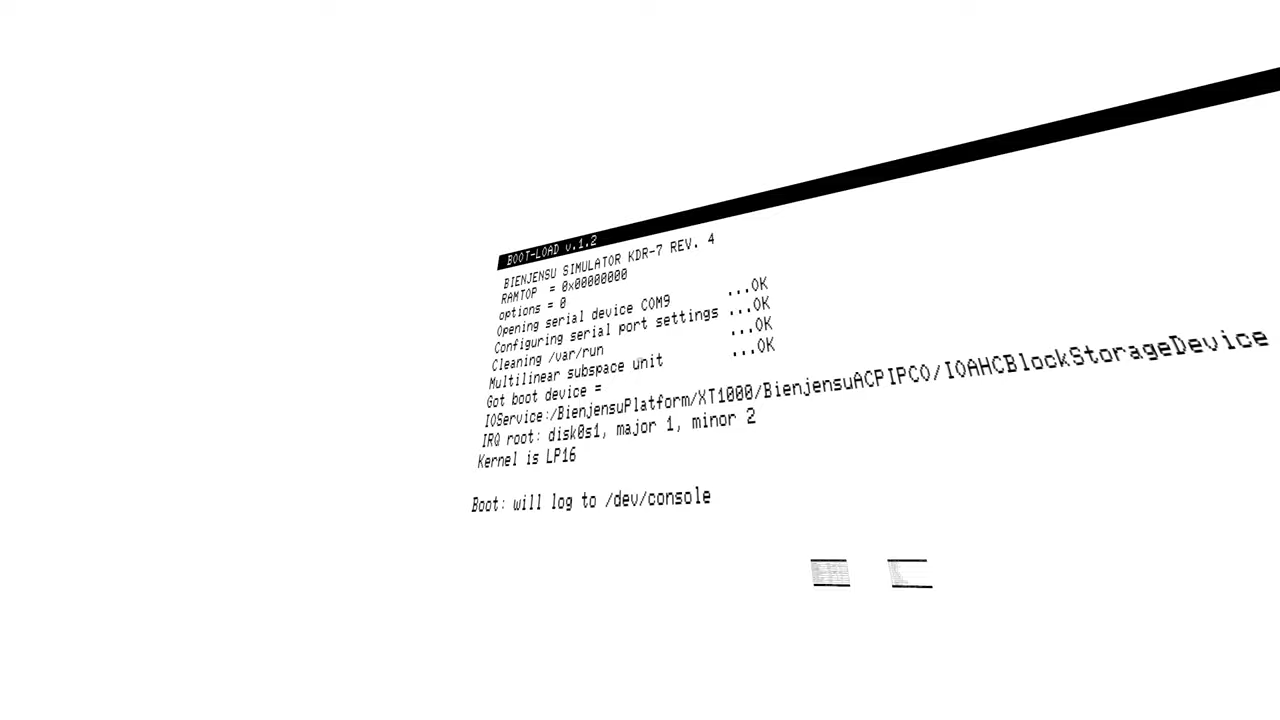 BOOT-LOAD v.1.2
BIENJENSU SIMULATOR KDR-7 REV. 4
RAMTOP = 0x00000000
options = 0
Opening serial device COM9 ...OK
Configuring serial port settings ...OK
Cleaning /var/run ...OK
Multilinear subspace unit ...OK
Got boot device =
IOService:/BienjensuPlatform/XT1000/BienjensuACPIPCO/IOAHCBlockStorageDevice
IRQ root: disk0s1, major 1, minor 2
Kernel is LP16
Boot: will log to /dev/console